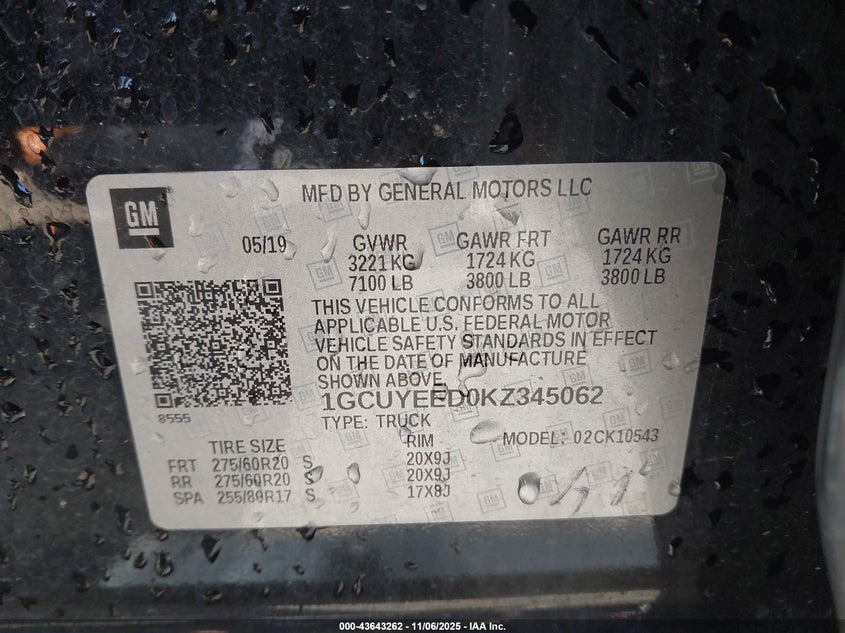 MFD BY GENERAL MOTORS LLC
GM
05/19 GVWR GAWR FRT GAWR RR
3221 KG 1724 KG 1724 KG
7100 LB 3800 LB 3800 LB
THIS VEHICLE CONFORMS TO ALL
APPLICABLE U.S. FEDERAL MOTOR
VEHICLE SAFETY STANDARDS IN EFFECT
ON THE DATE OF MANUFACTURE
SHOWN ABOVE
1GCUYEED0KZ345062
8555
TYPE: TRUCK
TIRE SIZE RIM MODEL: 02CK10543
FRT 275/60R20 S 20X9J
RR 275/60R20 S 20X9J
SPA 255/80R17 S 17X8J
000-43643262 - 11/06/2025 - IAA Inc.